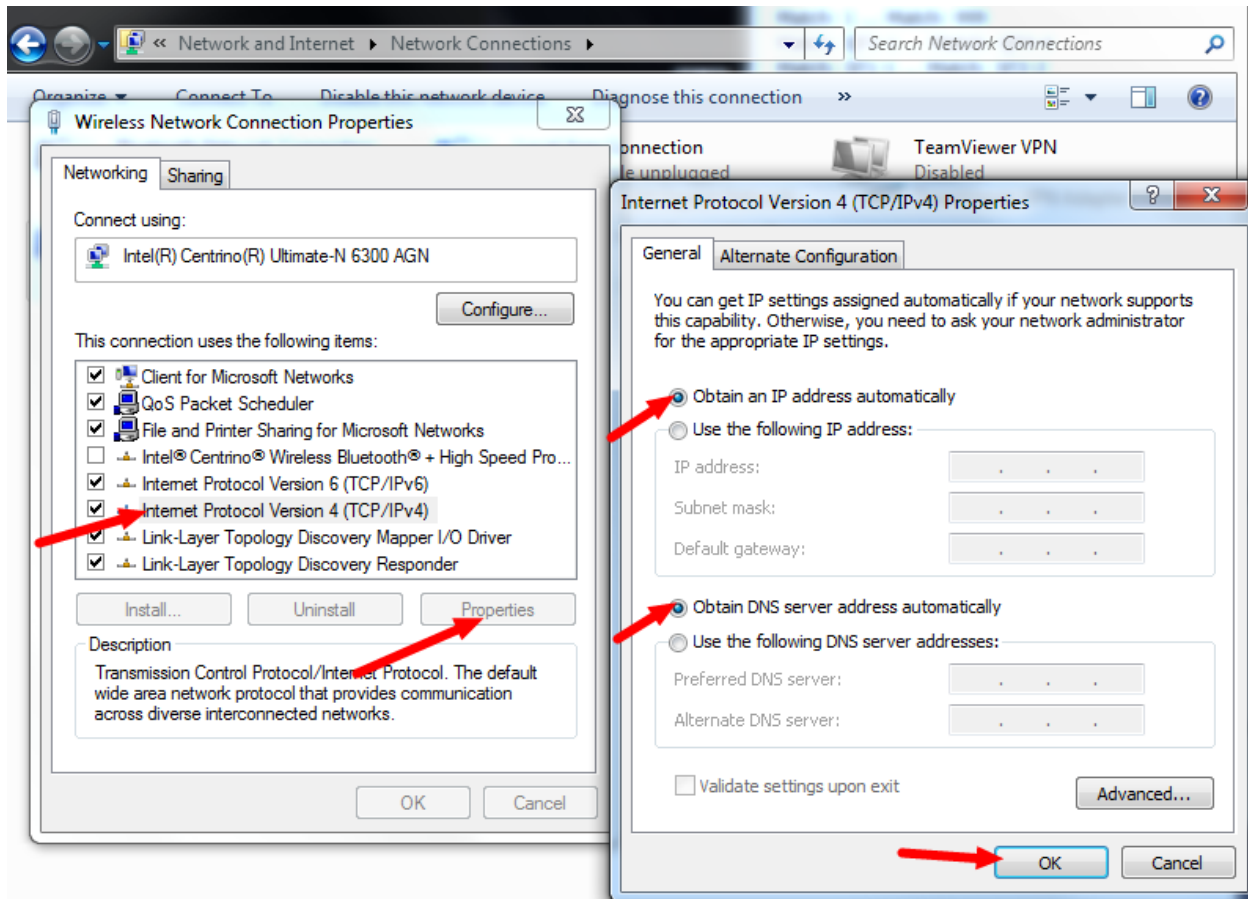 « Network and Internet Network Connections
Search Network Connections
Organize Connect To Disable this network device Diagnose this connection »
onnection
le unplugged
TeamViewer VPN
Disabled
Wireless Network Connection Properties
Networking Sharing
Connect using:
Intel(R) Centrino(R) Ultimate-N 6300 AGN
Configure...
This connection uses the following items:
Client for Microsoft Networks
QoS Packet Scheduler
File and Printer Sharing for Microsoft Networks
Intel® Centrino® Wireless Bluetooth® + High Speed Pro...
Internet Protocol Version 6 (TCP/IPv6)
Internet Protocol Version 4 (TCP/IPv4)
Link-Layer Topology Discovery Mapper I/O Driver
Link-Layer Topology Discovery Responder
Install... Uninstall Properties
Description
Transmission Control Protocol/Internet Protocol. The default
wide area network protocol that provides communication
across diverse interconnected networks.
OK Cancel
Internet Protocol Version 4 (TCP/IPv4) Properties
General Alternate Configuration
You can get IP settings assigned automatically if your network supports
this capability. Otherwise, you need to ask your network administrator
for the appropriate IP settings.
Obtain an IP address automatically
Use the following IP address:
IP address:
Subnet mask:
Default gateway:
Obtain DNS server address automatically
Use the following DNS server addresses:
Preferred DNS server:
Alternate DNS server:
Validate settings upon exit
Advanced...
OK Cancel